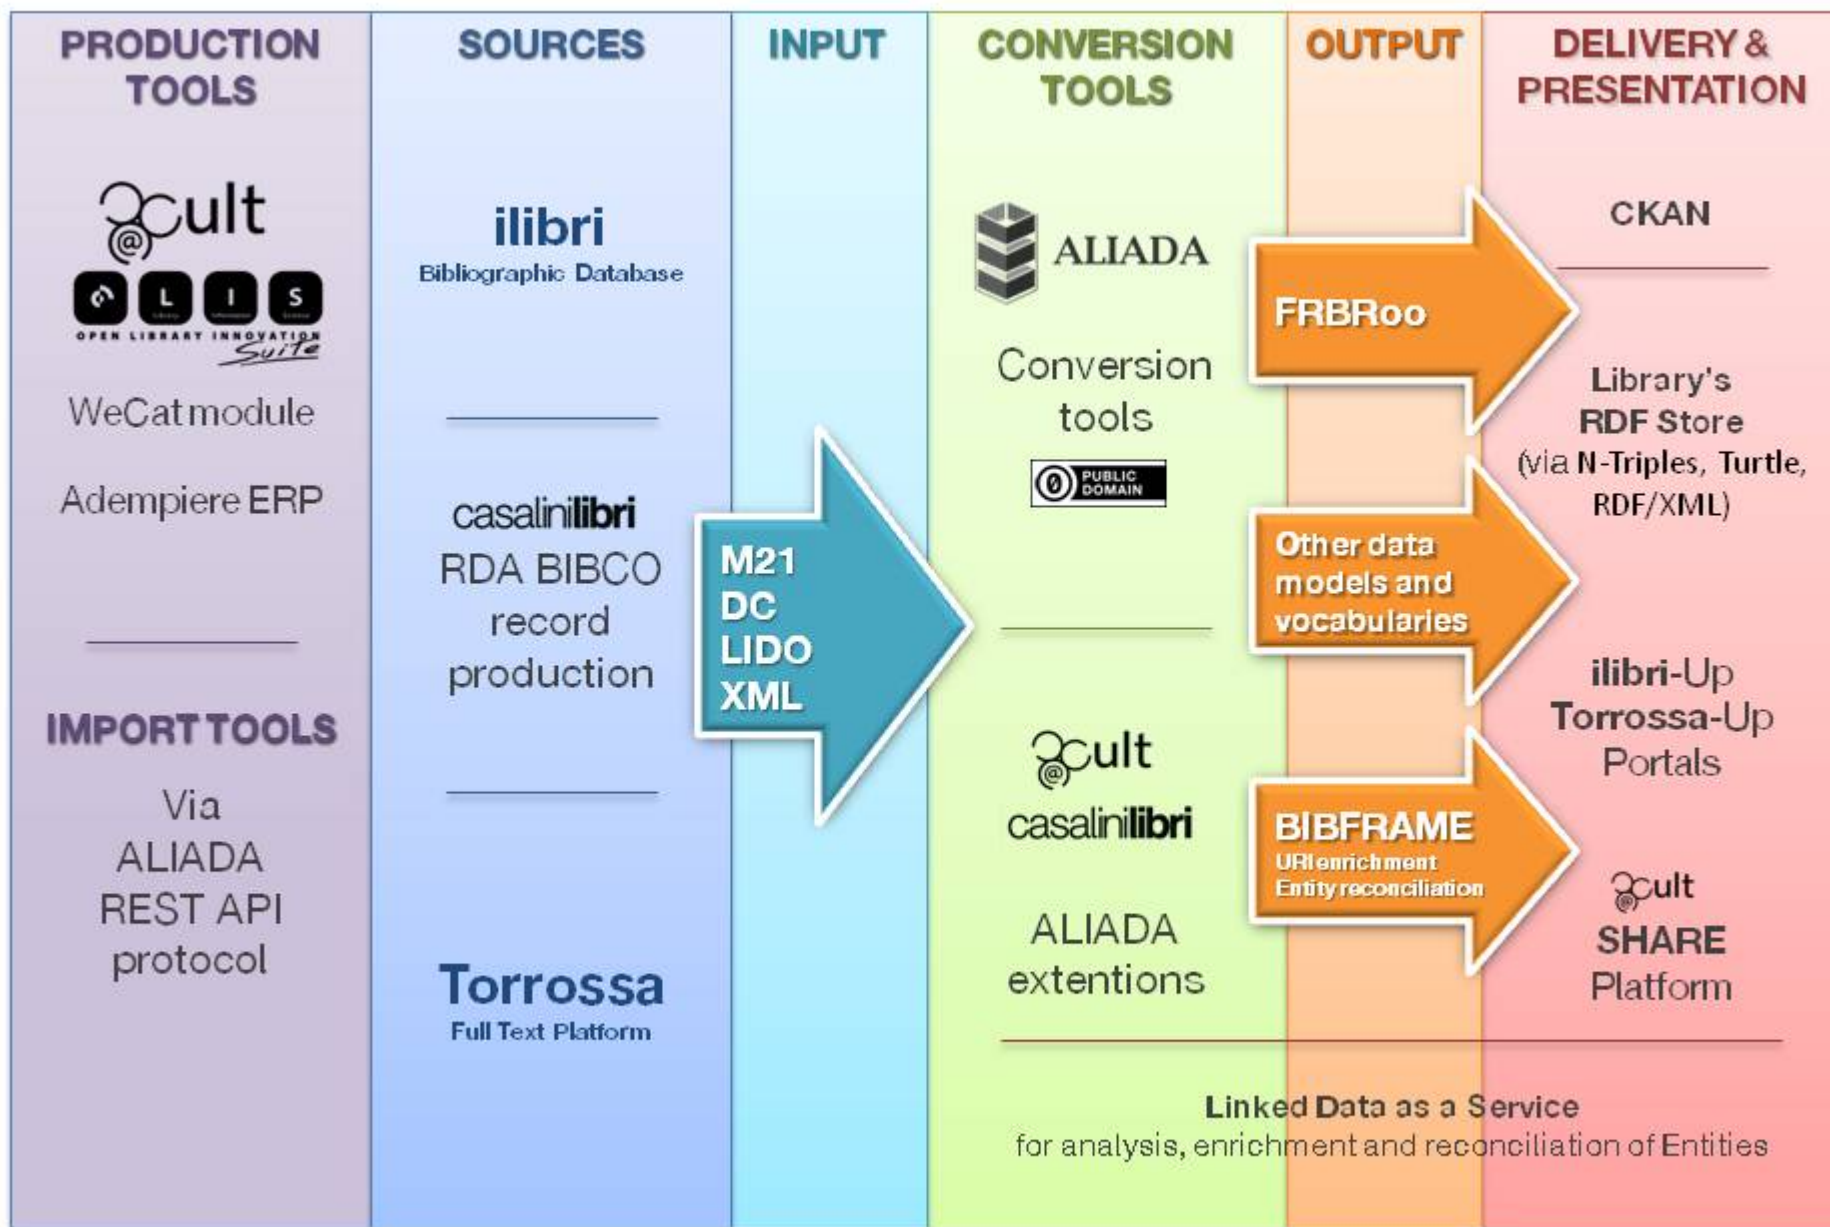 PRODUCTION
TOOLS
@cult
L I S
Library Information Science
OPEN LIBRARY INNOVATION
Suite
WeCat module
Adempiere ERP
IMPORT TOOLS
Via
ALIADA
REST API
protocol
SOURCES
ilibri
Bibliographic Database
casalinilibri
RDA BIBCO
record
production
Torrossa
Full Text Platform
INPUT
M21
DC
LIDO
XML
CONVERSION
TOOLS
ALIADA
Conversion
tools
0 PUBLIC
DOMAIN
@cult
casalinilibri
ALIADA
extentions
OUTPUT
FRBRoo
Other data
models and
vocabularies
BIBFRAME
URI enrichment
Entity reconciliation
DELIVERY &
PRESENTATION
CKAN
Library's
RDF Store
(via N-Triples, Turtle,
RDF/XML)
ilibri-Up
Torrossa-Up
Portals
@cult
SHARE
Platform
Linked Data as a Service
for analysis, enrichment and reconciliation of Entities